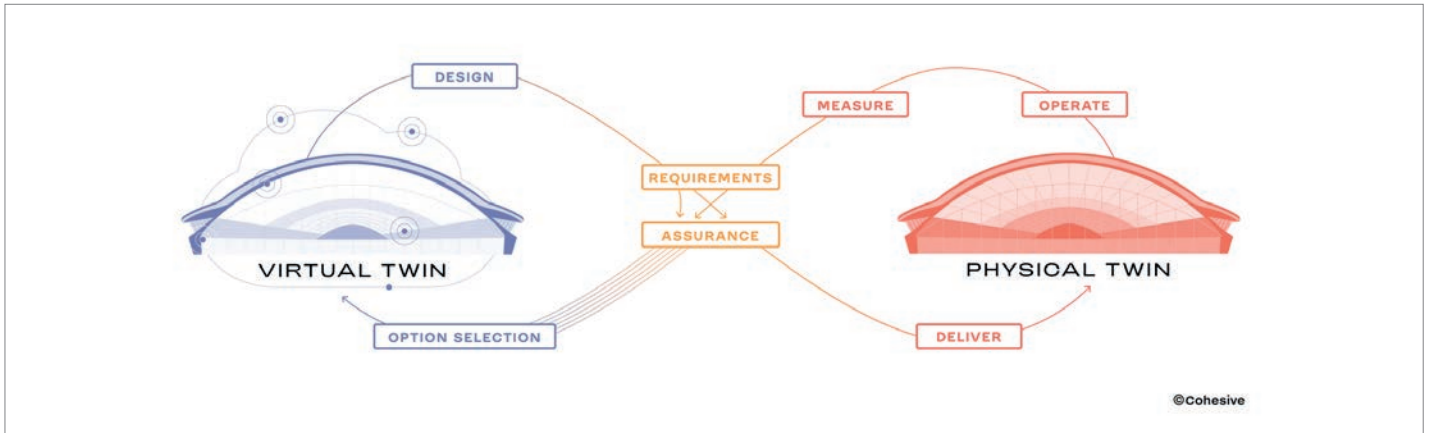 DESIGN
MEASURE
OPERATE
REQUIREMENTS
ASSURANCE
VIRTUAL TWIN
PHYSICAL TWIN
OPTION SELECTION
DELIVER
©Cohesive